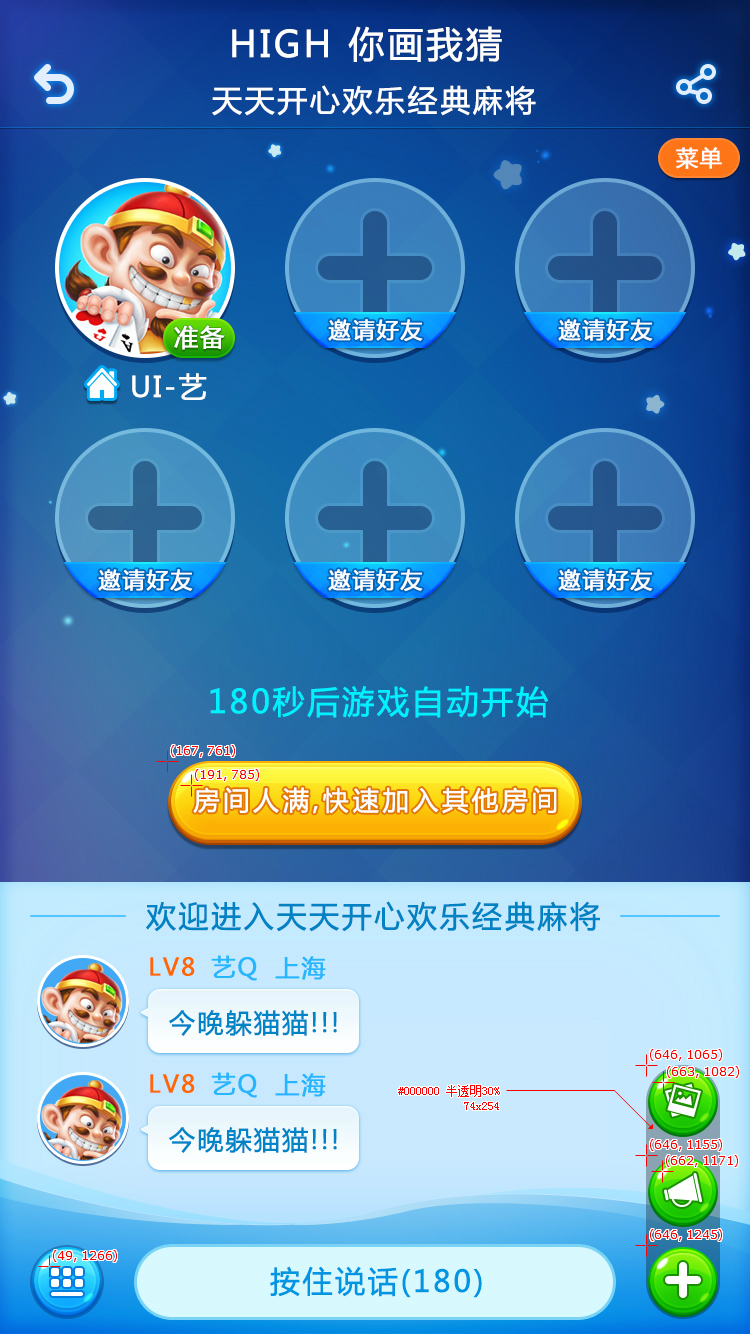 HIGH 你画我猜
天天开心欢乐经典麻将
菜单
准备
邀请好友
邀请好友
UI-艺
邀请好友
邀请好友
邀请好友
180秒后游戏自动开始
(167, 761)
(191, 785)
房间人满,快速加入其他房间
欢迎进入天天开心欢乐经典麻将
LV8 艺Q 上海
今晚躲猫猫!!!
LV8 艺Q 上海
今晚躲猫猫!!!
(646, 1065)
(663, 1082)
#000000 半透明30%
74x254
(646, 1155)
(662, 1171)
(646, 1245)
(49, 1266)
按住说话(180)